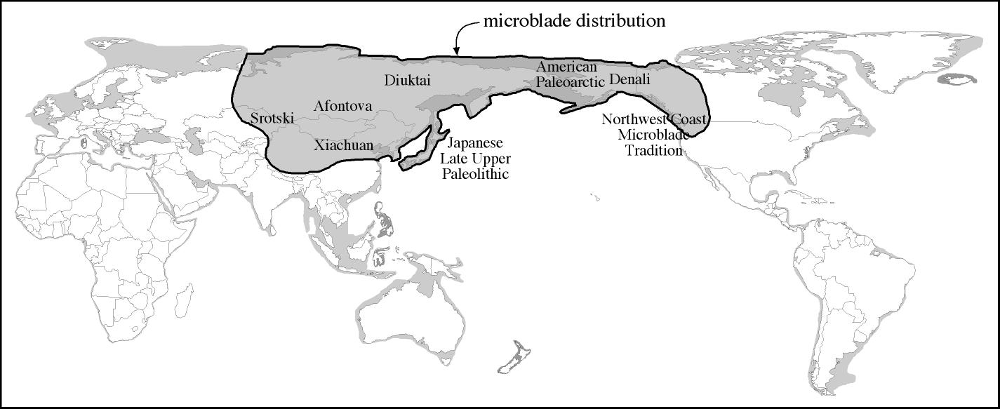 microblade distribution
American
Paleoarctic
Denali
Diuktai
Afontova
Srotski
Xiachuan
Northwest Coast
Microblade
Tradition
Japanese
Late Upper
Paleolithic